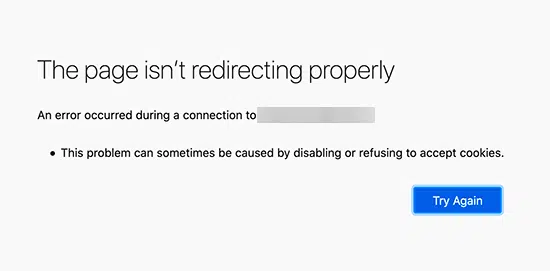 The page isn’t redirecting properly
An error occurred during a connection to
• This problem can sometimes be caused by disabling or refusing to accept cookies.
Try Again